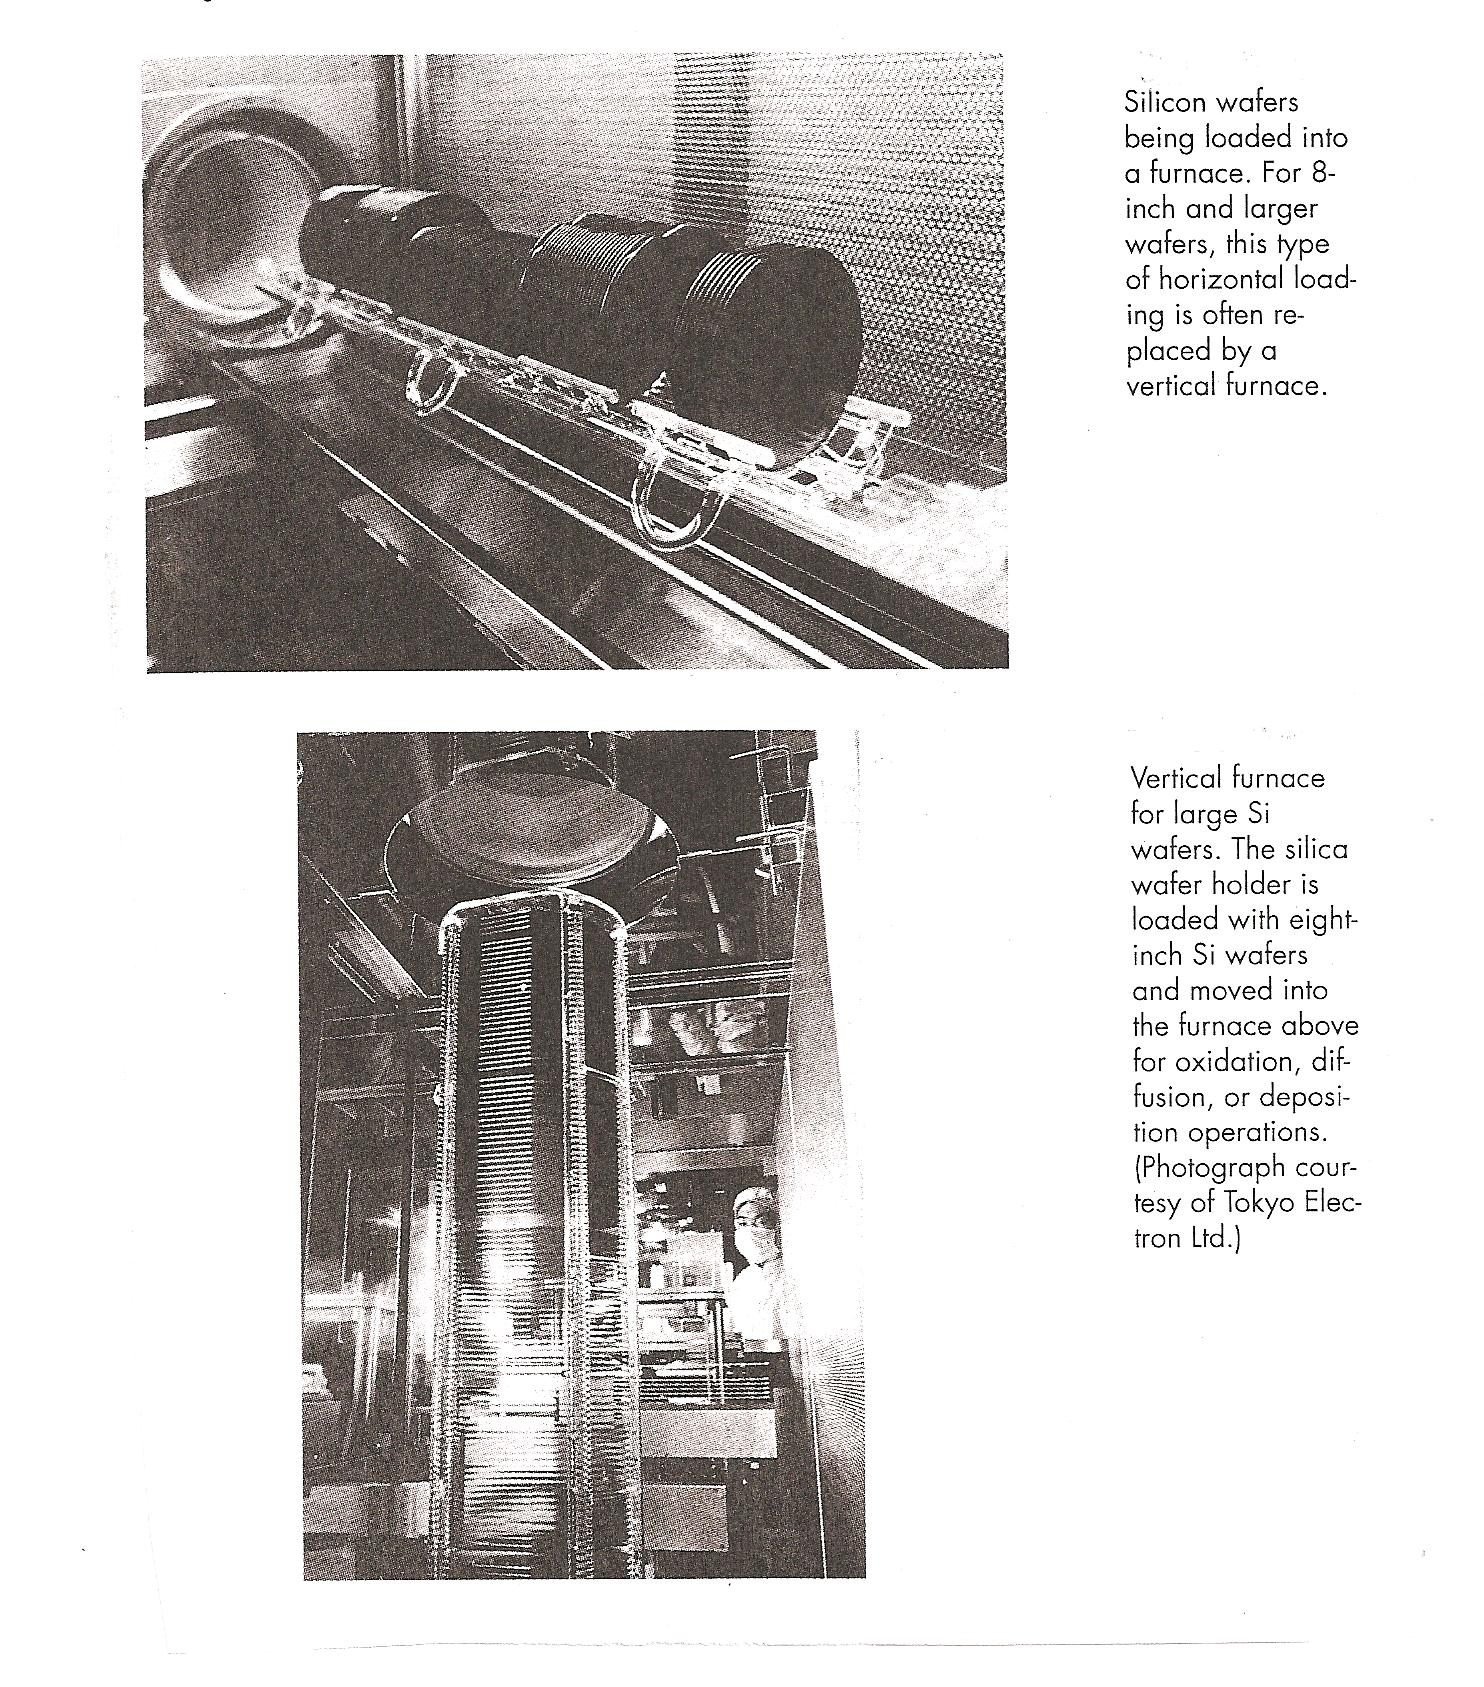 Silicon wafers
being loaded into
a furnace. For 8-
inch and larger
wafers, this type
of horizontal load-
ing is often re-
placed by a
vertical furnace.
Vertical furnace
for large Si
wafers. The silica
wafer holder is
loaded with eight-
inch Si wafers
and moved into
the furnace above
for oxidation, dif-
fusion, or deposi-
tion operations.
(Photograph cour-
tesy of Tokyo Elec-
tron Ltd.)